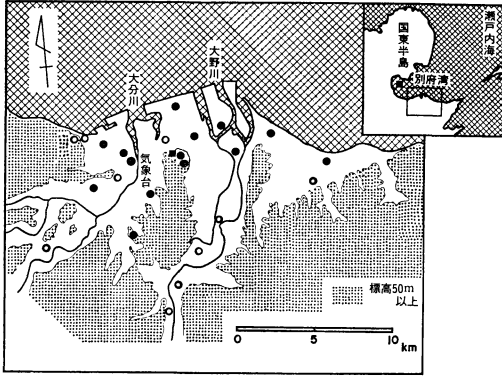 大分川
大野川
気象台
国東半島
瀬戸内海
別府湾
標高50m
以上
0 5 10
km